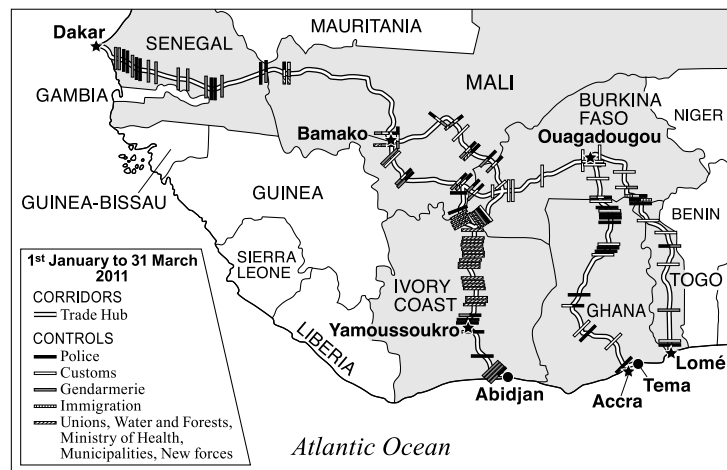 MAURITANIA
Dakar
SENEGAL
MALI
GAMBIA
BURKINA
FASO
NIGER
Bamako
Ouagadougou
GUINEA
GUINEA-BISSAU
BENIN
1st January to 31 March
2011
SIERRA
LEONE
IVORY
COAST
TOGO
CORRIDORS
Trade Hub
GHANA
CONTROLS
Yamoussoukro
LIBERIA
Police
Customs
Lomé
Gendarmerie
Tema
Immigration
Abidjan
Accra
Unions, Water and Forests,
Ministry of Health,
Municipalities, New forces
Atlantic Ocean